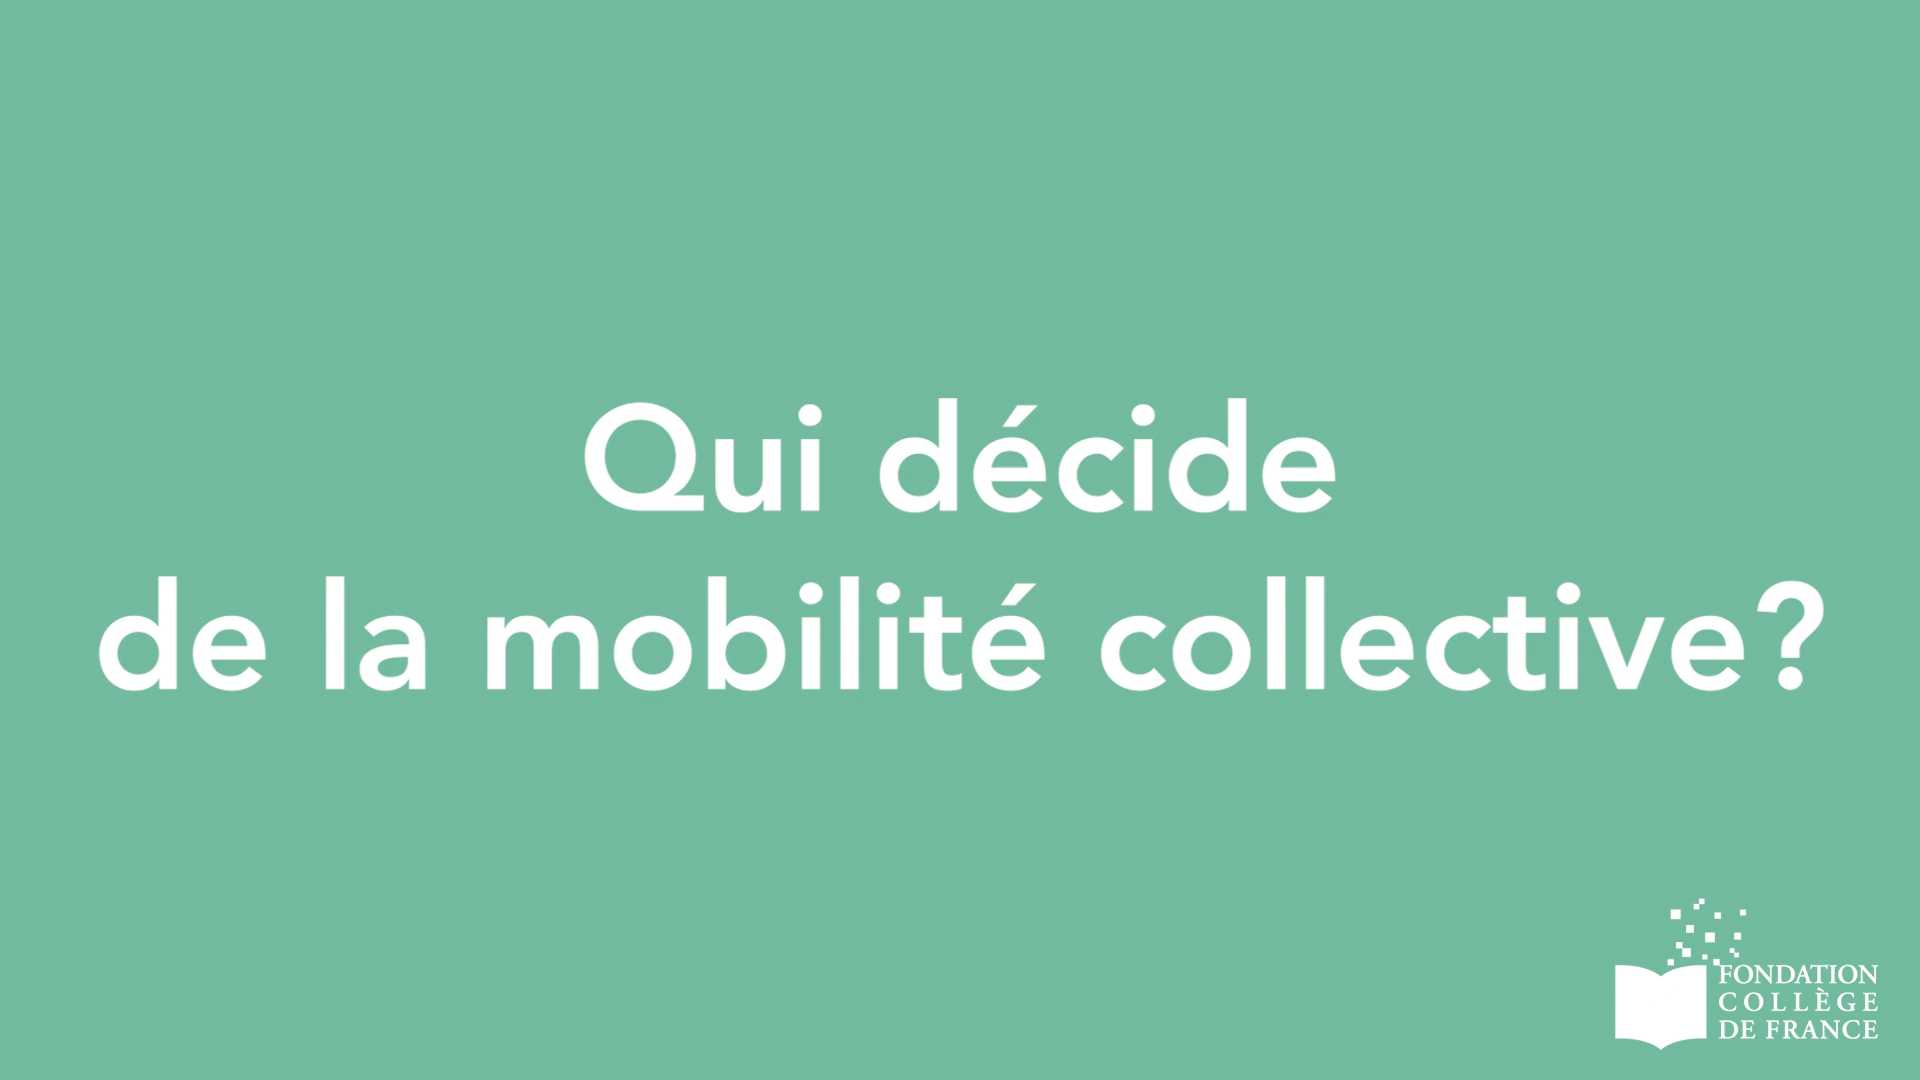 Qui décide
de la mobilité collective?
FONDATION
COLLÈGE
DE FRANCE